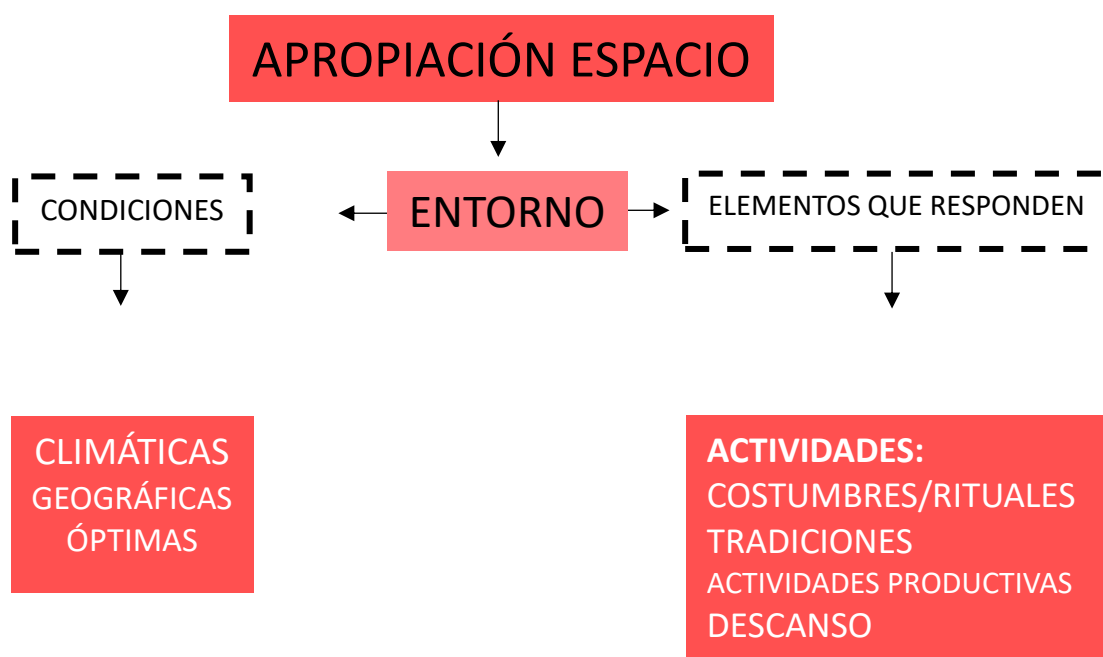 APROPIACIÓN ESPACIO
CONDICIONES
ENTORNO
ELEMENTOS QUE RESPONDEN
CLIMÁTICAS
GEOGRÁFICAS
ÓPTIMAS
ACTIVIDADES:
COSTUMBRES/RITUALES
TRADICIONES
ACTIVIDADES PRODUCTIVAS
DESCANSO